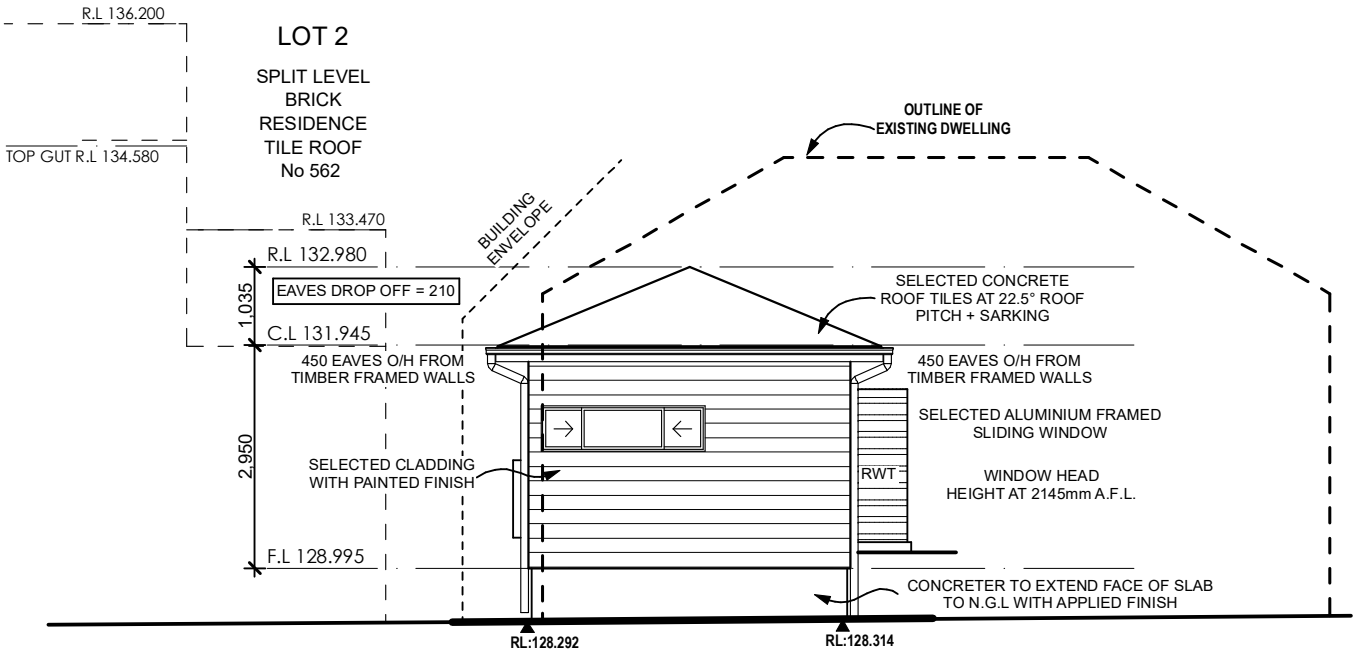 R.L 136.200
LOT 2
SPLIT LEVEL
BRICK
RESIDENCE
TILE ROOF
No 562
TOP GUT R.L 134.580
OUTLINE OF
EXISTING DWELLING
R.L 133.470
BUILDING
ENVELOPE
R.L 132.980
EAVES DROP OFF = 210
1,035
C.L 131.945
SELECTED CONCRETE
ROOF TILES AT 22.5° ROOF
PITCH + SARKING
450 EAVES O/H FROM
TIMBER FRAMED WALLS
450 EAVES O/H FROM
TIMBER FRAMED WALLS
2,950
SELECTED ALUMINIUM FRAMED
SLIDING WINDOW
SELECTED CLADDING
WITH PAINTED FINISH
RWT
WINDOW HEAD
HEIGHT AT 2145mm A.F.L.
F.L 128.995
CONCRETER TO EXTEND FACE OF SLAB
TO N.G.L WITH APPLIED FINISH
RL:128.292
RL:128.314